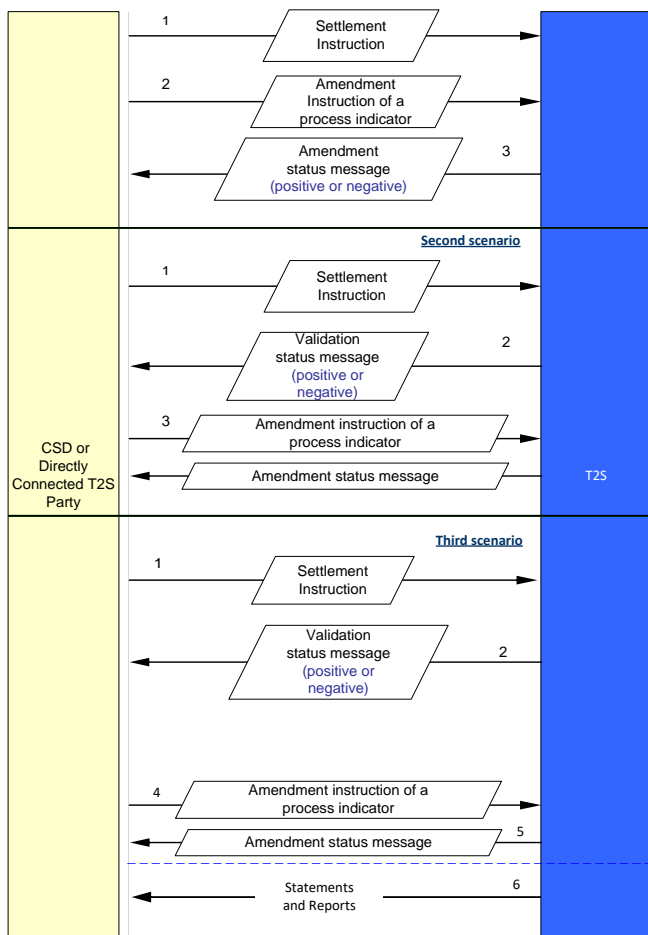 1
Settlement
Instruction
2
Amendment
Instruction of a
process indicator
Amendment
status message
(positive or negative)
3
Second scenario
1
Settlement
Instruction
Validation
status message
(positive or
negative)
2
3
Amendment instruction of a
process indicator
Amendment status message
CSD or
Directly
Connected T2S
Party
T2S
Third scenario
1
Settlement
Instruction
Validation
status message
(positive or
negative)
2
4
Amendment instruction of a
process indicator
Amendment status message
5
Statements
and Reports
6